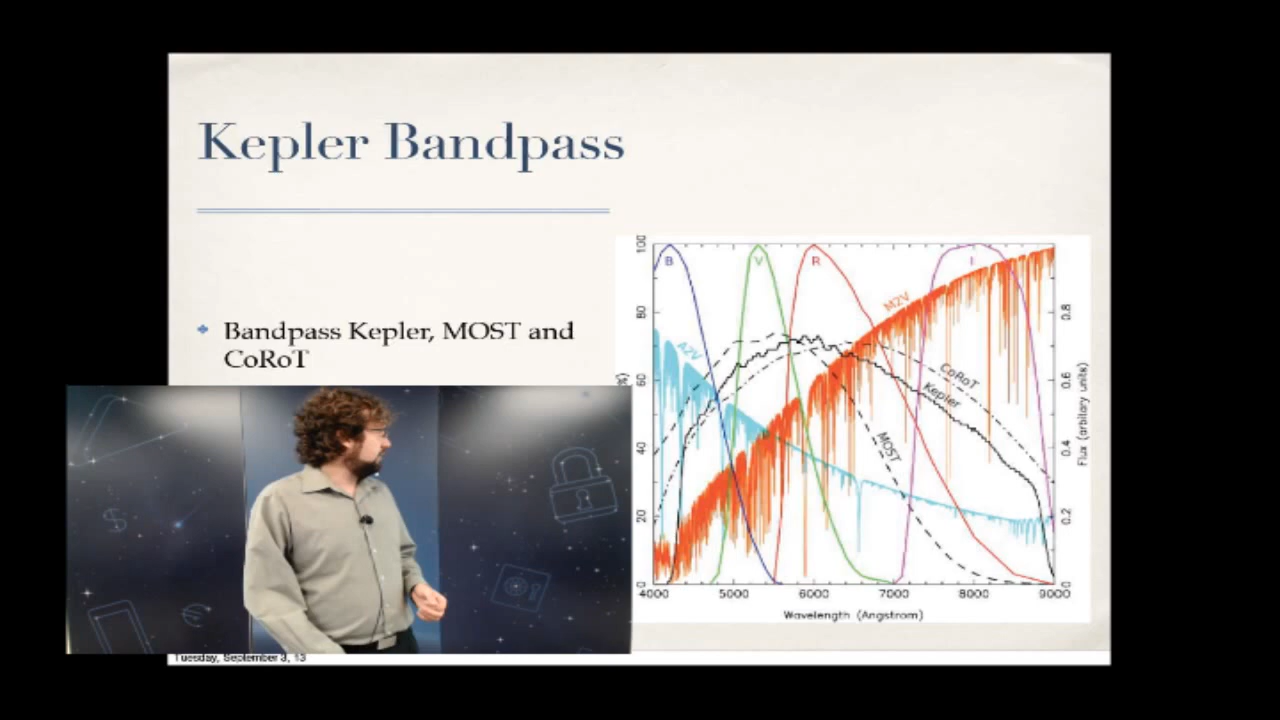 Kepler Bandpass
Bandpass Kepler, MOST and
CoRoT
B
V
R
I
M2V
A2V
CoRoT
Kepler
MOST
100
80
60
40
20
0
%)
0.8
0.6
0.4
0.2
0
Flux (arbitrary units)
4000 5000 6000 7000 8000 9000
Wavelength (Angstrom)
$
€
Tuesday, September 3, 13